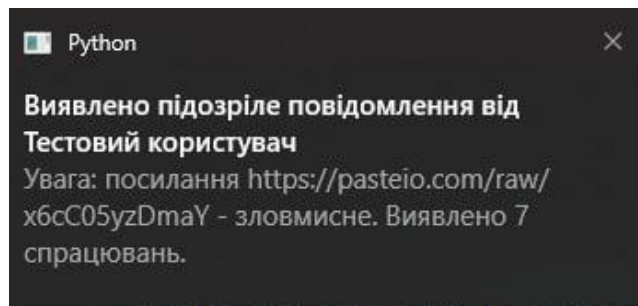 Python
Виявлено підозріле повідомлення від
Тестовий користувач
Увага: посилання https://pasteio.com/raw/
x6cC05yzDmaY - зловмисне. Виявлено 7
спрацювань.